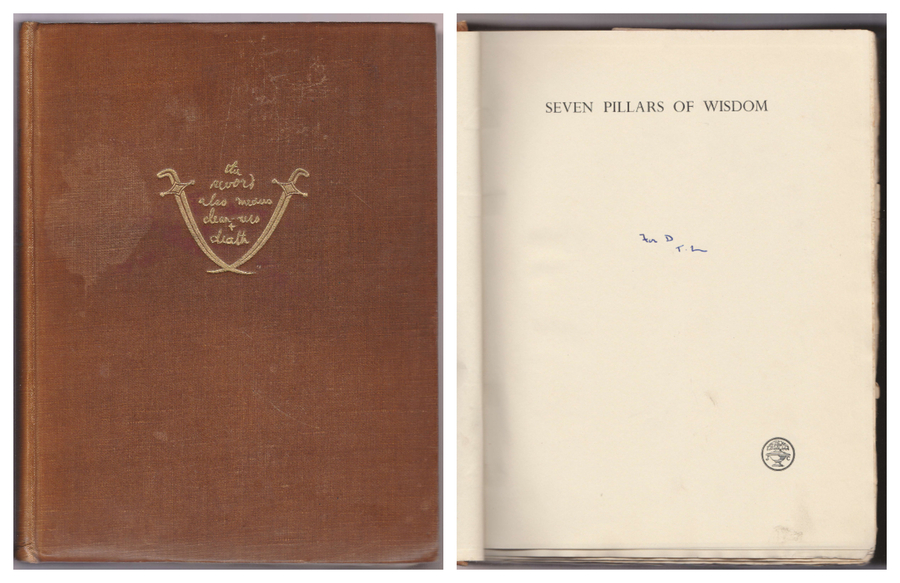 the
sword
also means
clean-ness
+
death
SEVEN PILLARS OF WISDOM
D